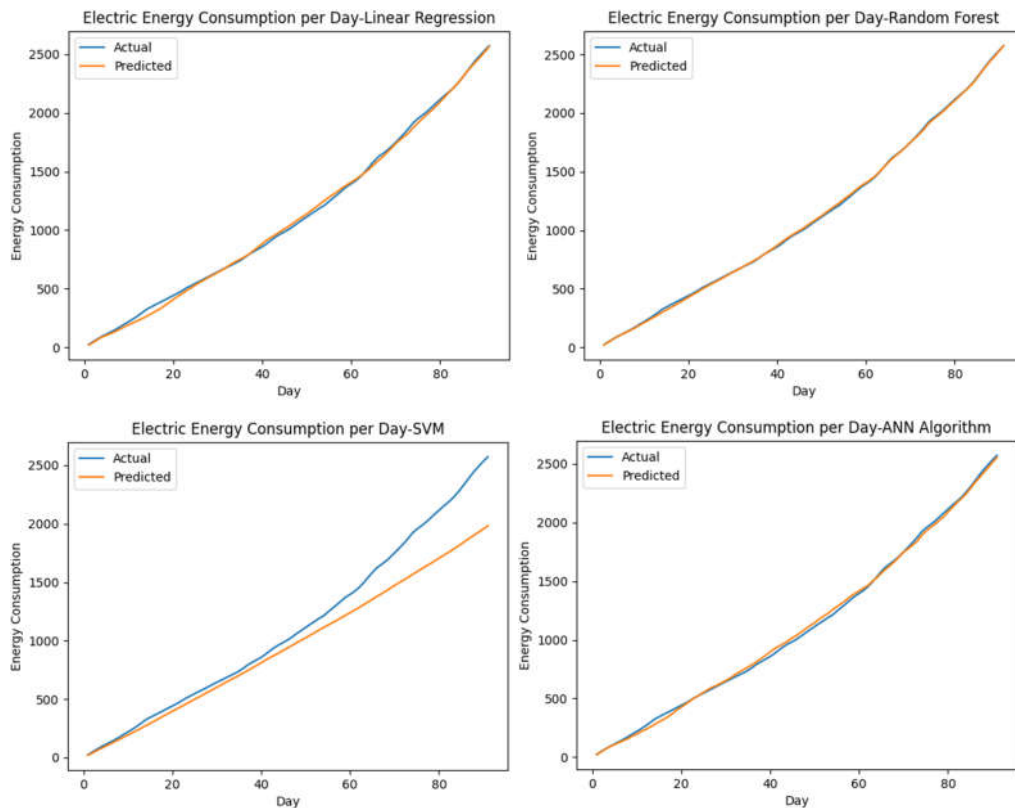 Electric Energy Consumption per Day-Linear Regression
Actual
Predicted
Energy Consumption
2500
2000
1500
1000
500
0
0 20 40 60 80
Day
Electric Energy Consumption per Day-Random Forest
Actual
Predicted
Energy Consumption
2500
2000
1500
1000
500
0
0 20 40 60 80
Day
Electric Energy Consumption per Day-SVM
Actual
Predicted
Energy Consumption
2500
2000
1500
1000
500
0
0 20 40 60 80
Day
Electric Energy Consumption per Day-ANN Algorithm
Actual
Predicted
Energy Consumption
2500
2000
1500
1000
500
0
0 20 40 60 80
Day